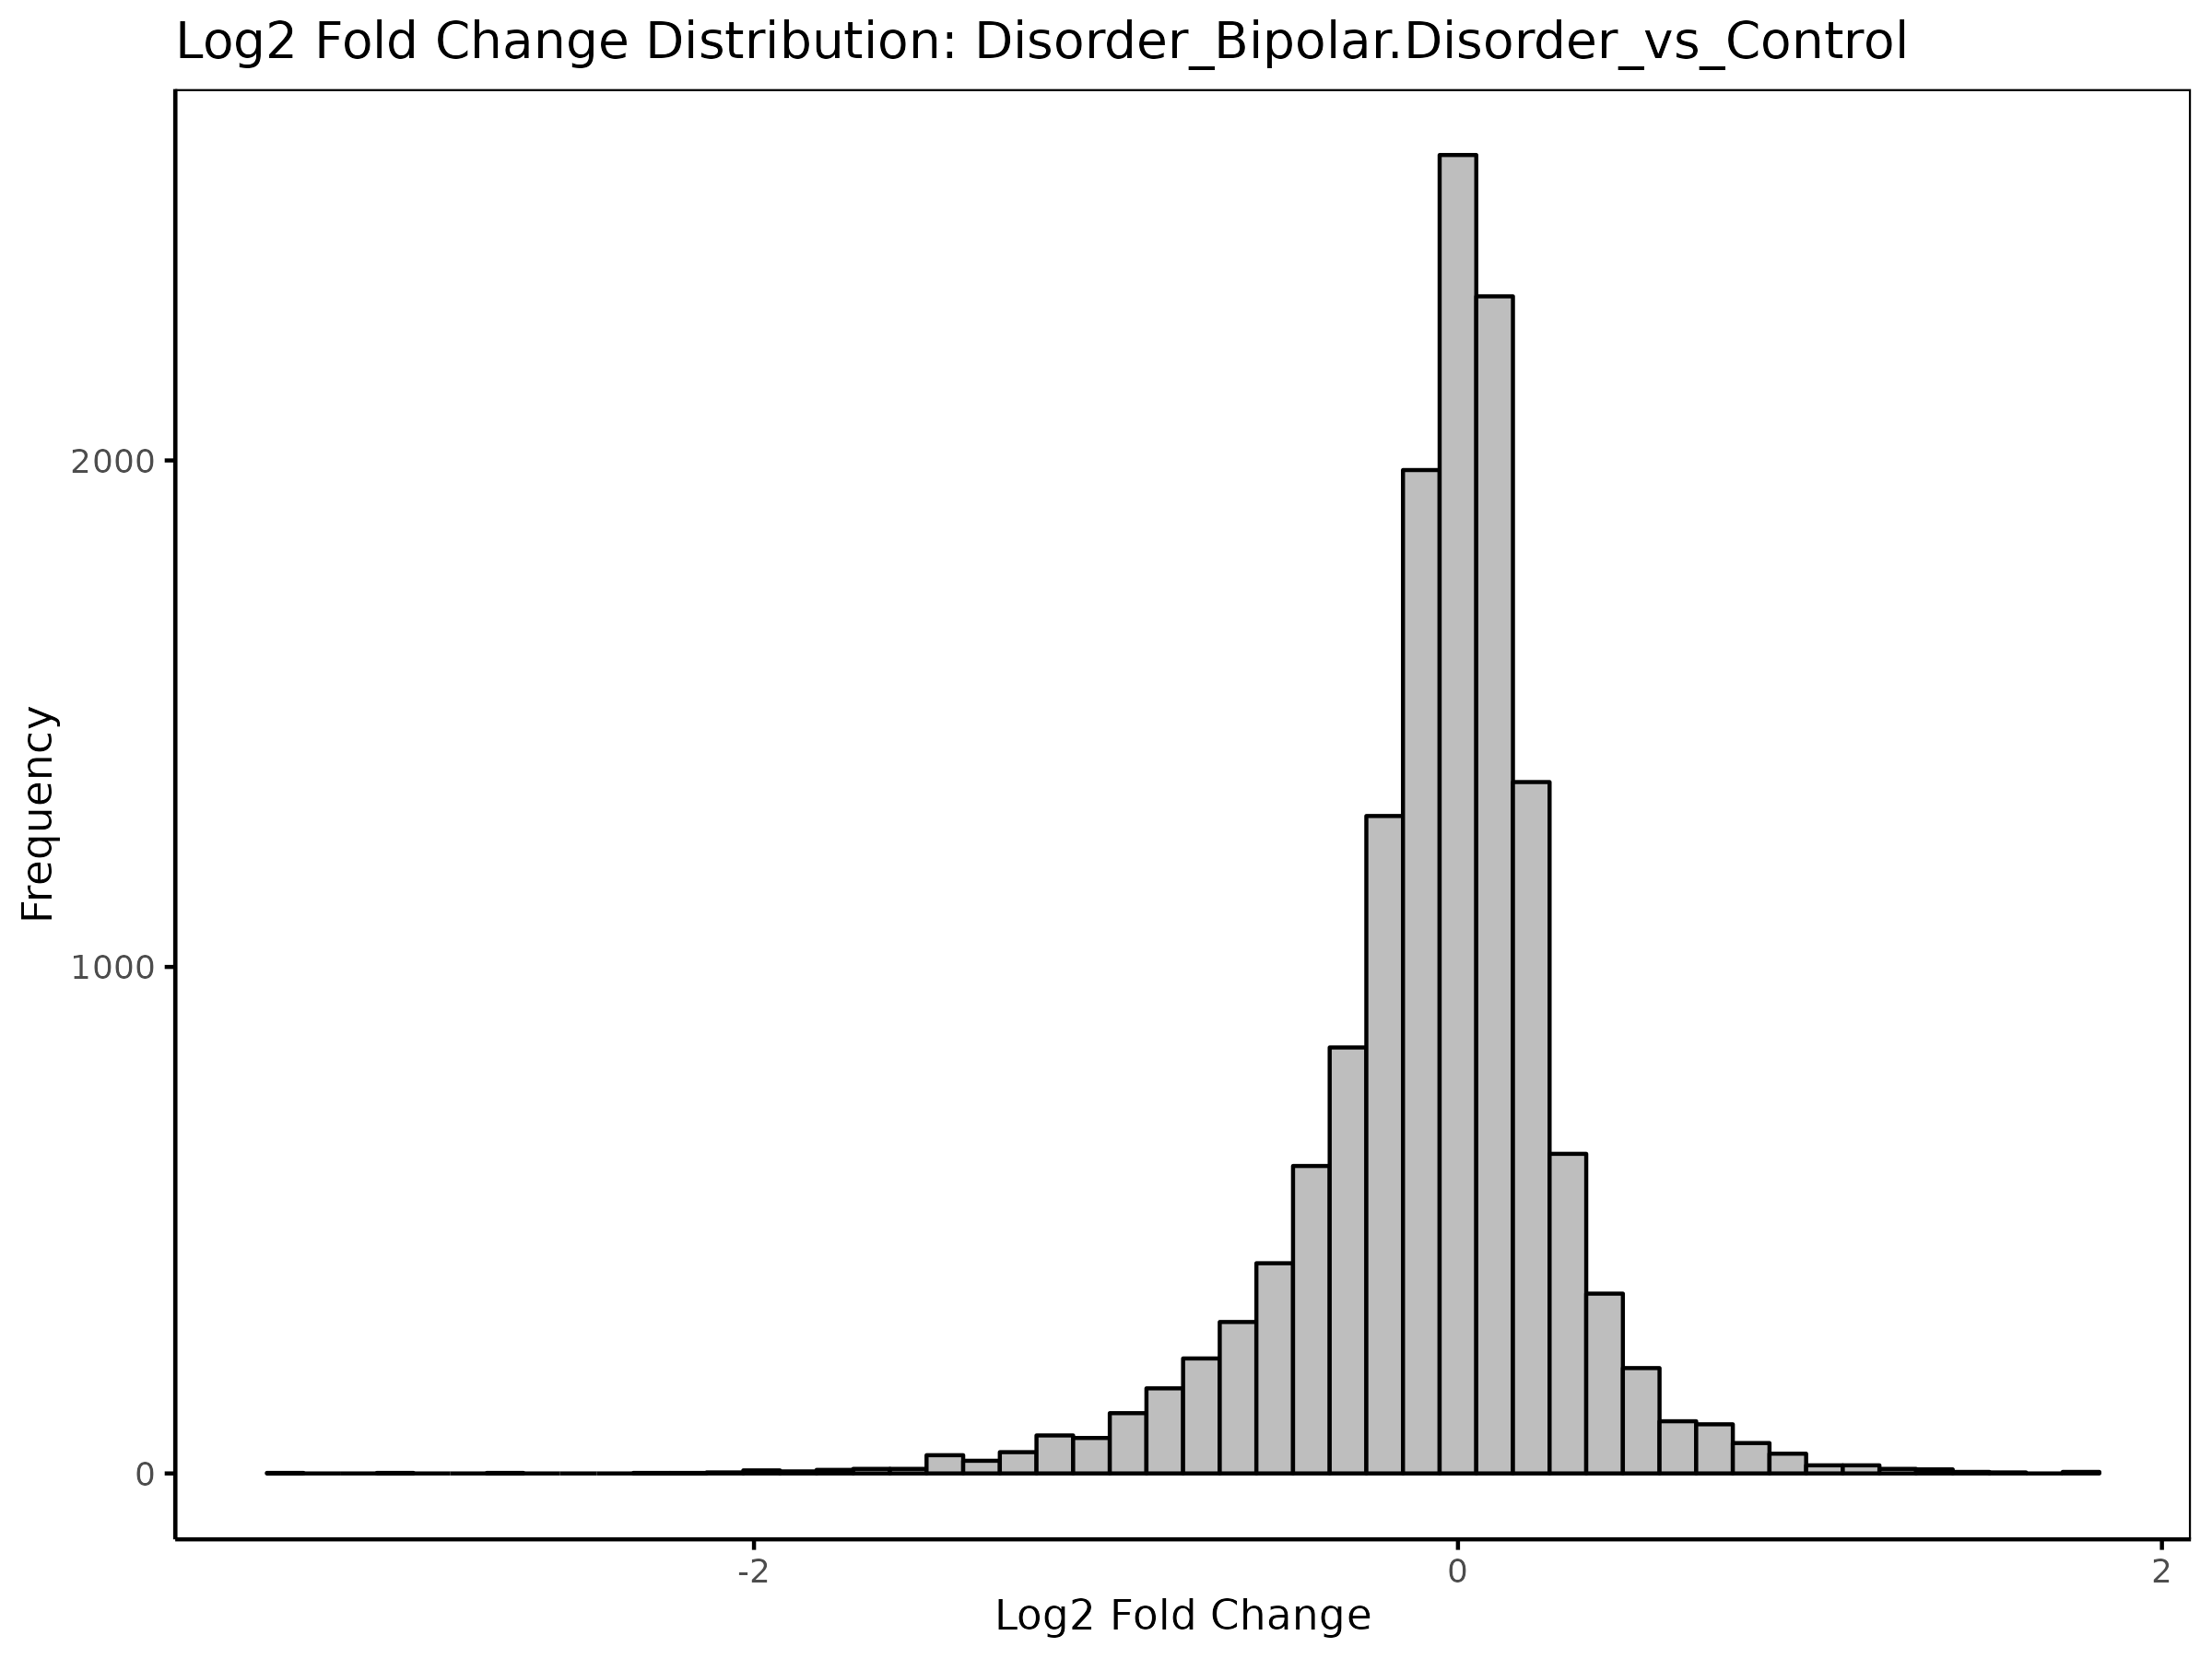 Log2 Fold Change Distribution: Disorder_Bipolar.Disorder_vs_Control
Frequency
2000
1000
0
-2
0
2
Log2 Fold Change